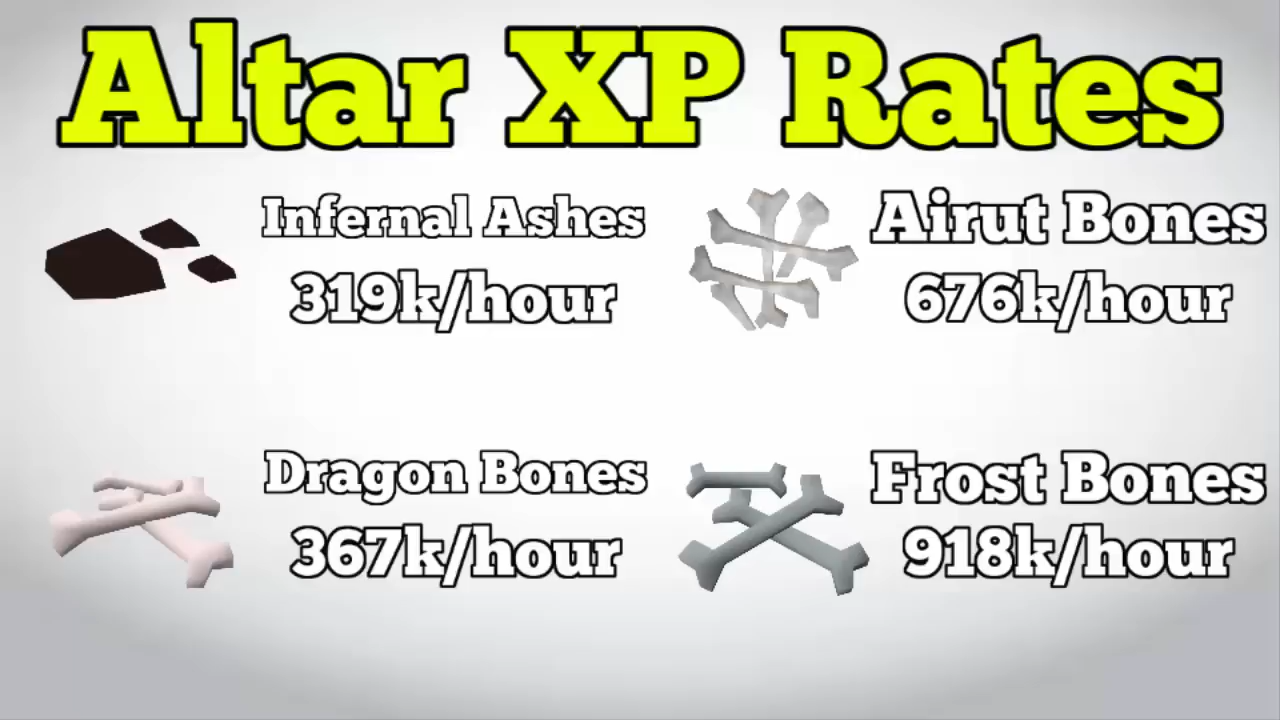 Altar XP Rates
Infernal Ashes
319k/hour
Airut Bones
676k/hour
Dragon Bones
367k/hour
Frost Bones
918k/hour